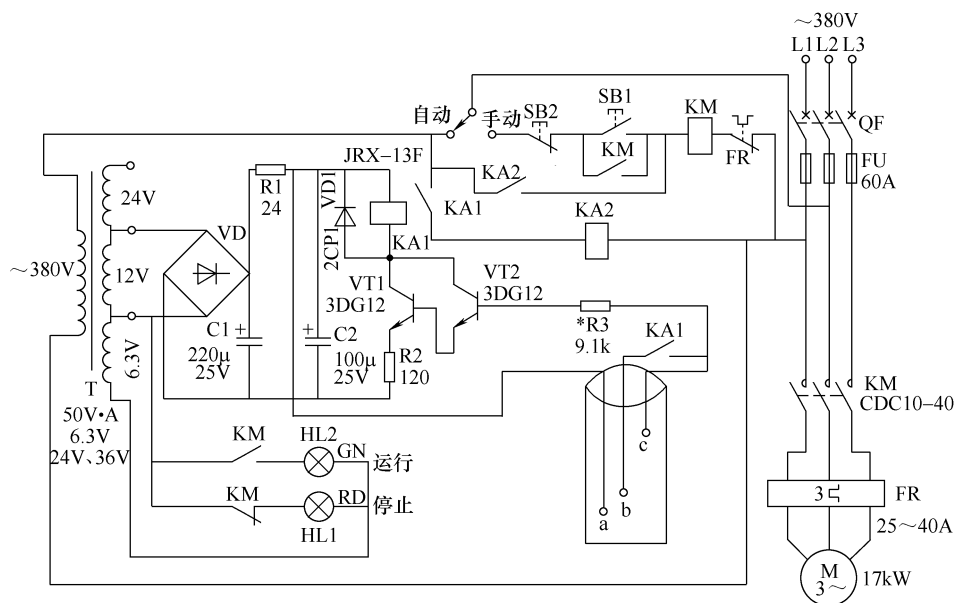 ~380V
L1 L2 L3
自动
手动
SB2
SB1
KM
QF
FU
60A
KM
FR
JRX-13F
KA2
KA1
KA2
24V
R1
24
VD1
2CP1
KA1
VD
~380V
12V
VT1
3DG12
VT2
3DG12
*R3
9.1k
KA1
C1
+
220μ
25V
+
C2
100μ
25V
R2
120
6.3V
T
50V•A
6.3V
24V、36V
KM
CDC10-40
c
b
a
KM
HL2
GN
运行
KM
RD
停止
HL1
3
FR
25~40A
M
3~
17kW